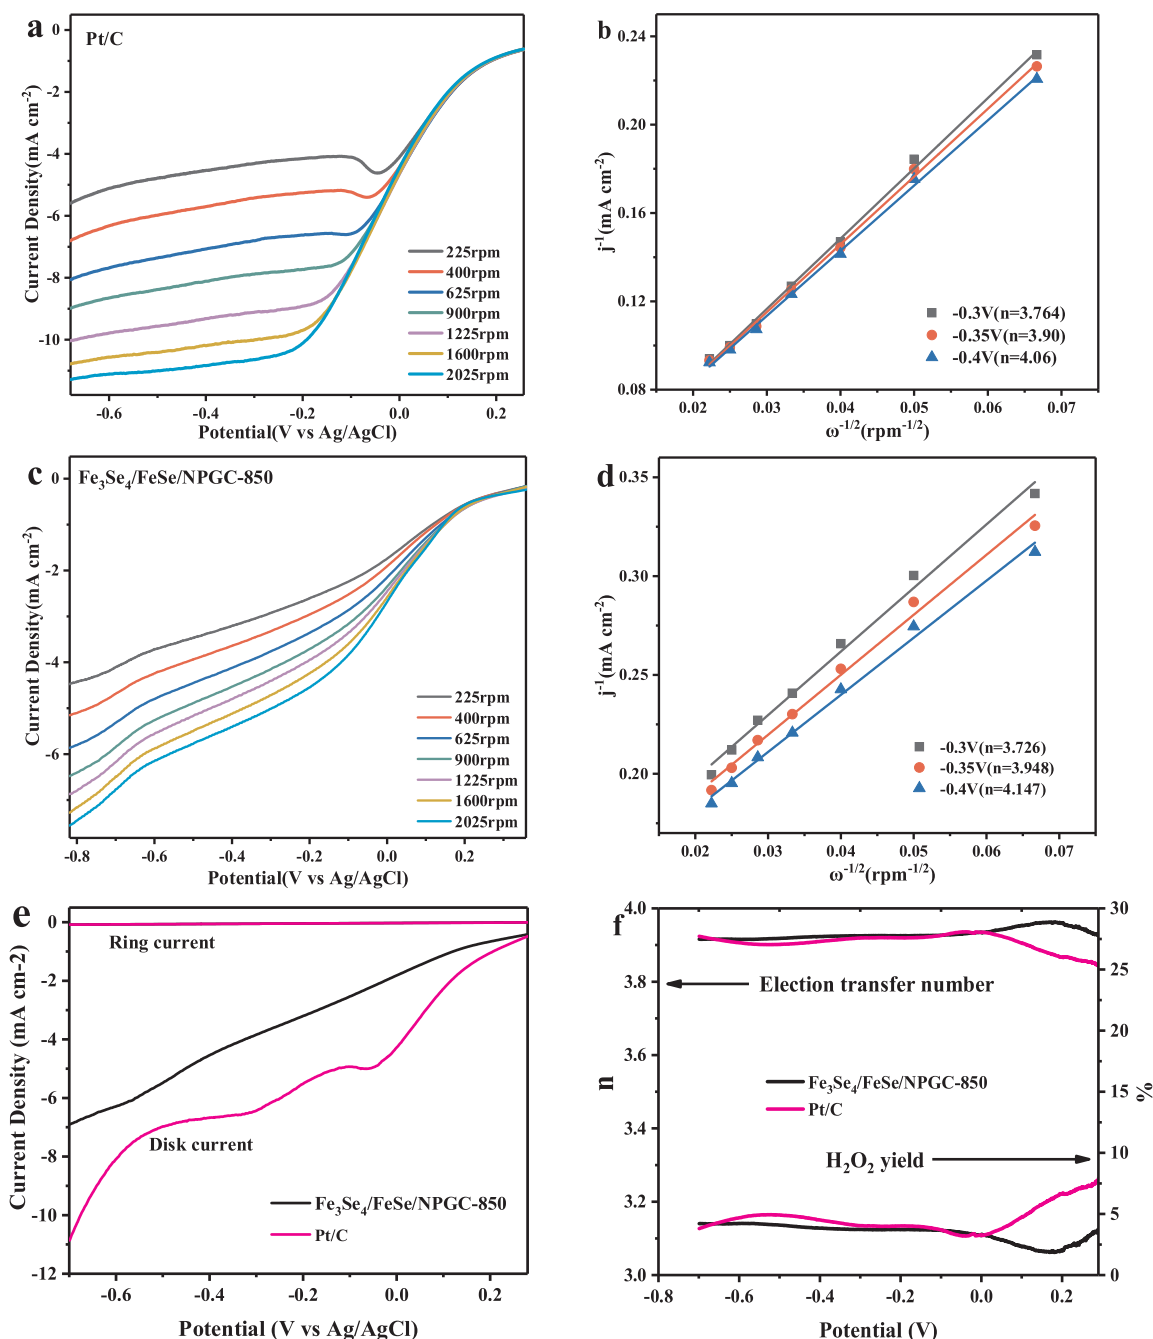 a
Pt/C
0
-2
-4
-6
-8
-10
Current Density(mA cm-2)
225rpm
400rpm
625rpm
900rpm
1225rpm
1600rpm
2025rpm
-0.6
-0.4
-0.2
0.0
0.2
Potential(V vs Ag/AgCl)
b
0.24
0.20
0.16
0.12
0.08
j-1(mA cm-2)
-0.3V(n=3.764)
-0.35V(n=3.90)
-0.4V(n=4.06)
0.02
0.03
0.04
0.05
0.06
0.07
ω-1/2(rpm-1/2)
c
Fe3Se4/FeSe/NPGC-850
0
-2
-4
-6
Current Density(mA cm-2)
225rpm
400rpm
625rpm
900rpm
1225rpm
1600rpm
2025rpm
-0.8
-0.6
-0.4
-0.2
0.0
0.2
Potential(V vs Ag/AgCl)
d
0.35
0.30
0.25
0.20
j-1(mA cm-2)
-0.3V(n=3.726)
-0.35V(n=3.948)
-0.4V(n=4.147)
0.02
0.03
0.04
0.05
0.06
0.07
ω-1/2(rpm-1/2)
e
0
-2
-4
-6
-8
-10
-12
Current Density (mA cm-2)
Ring current
Disk current
Fe3Se4/FeSe/NPGC-850
Pt/C
-0.6
-0.4
-0.2
0.0
0.2
Potential (V vs Ag/AgCl)
f
4.0
3.8
3.6
3.4
3.2
3.0
n
30
25
20
15
10
5
0
%
Election transfer number
Fe3Se4/FeSe/NPGC-850
Pt/C
H2O2 yield
-0.8
-0.6
-0.4
-0.2
0.0
0.2
Potential (V)